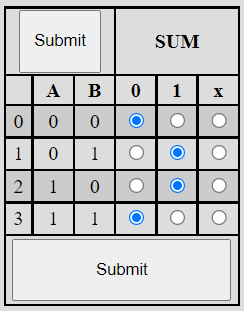 Submit SUM
A B 0 1 x
0 0 0
1 0 1
2 1 0
3 1 1
Submit